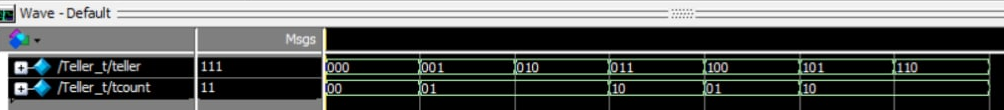 Wave - Default
Msgs
/Teller_t/teller 111 000 001 010 011 100 101 110
/Teller_t/tcount 11 00 01 10 01 10